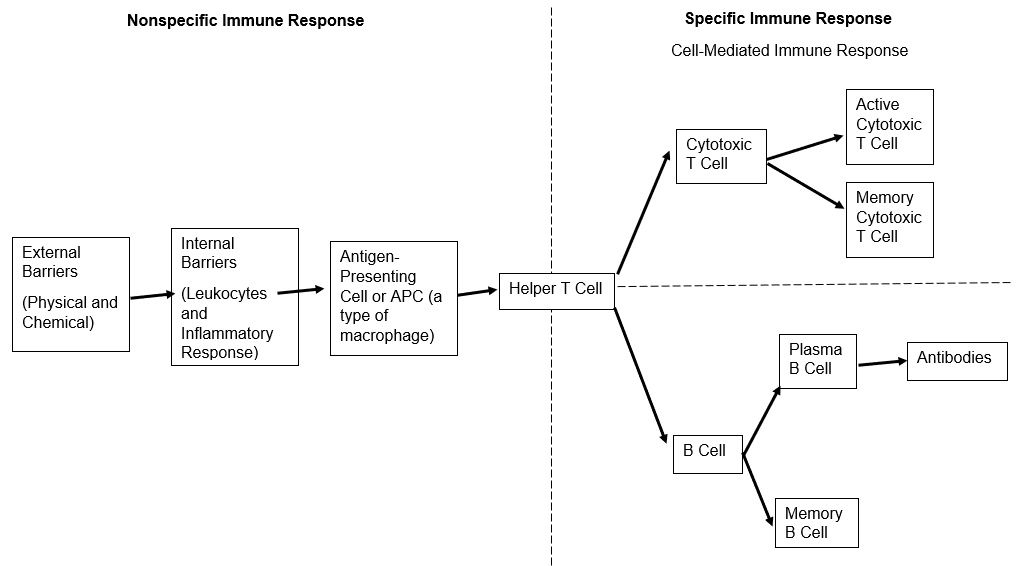 Nonspecific Immune Response
Specific Immune Response
Cell-Mediated Immune Response
External
Barriers
(Physical and
Chemical)
Internal
Barriers
(Leukocytes
and
Inflammatory
Response)
Antigen-
Presenting
Cell or APC (a
type of
macrophage)
Helper T Cell
Cytotoxic
T Cell
Active
Cytotoxic
T Cell
Memory
Cytotoxic
T Cell
B Cell
Plasma
B Cell
Antibodies
Memory
B Cell